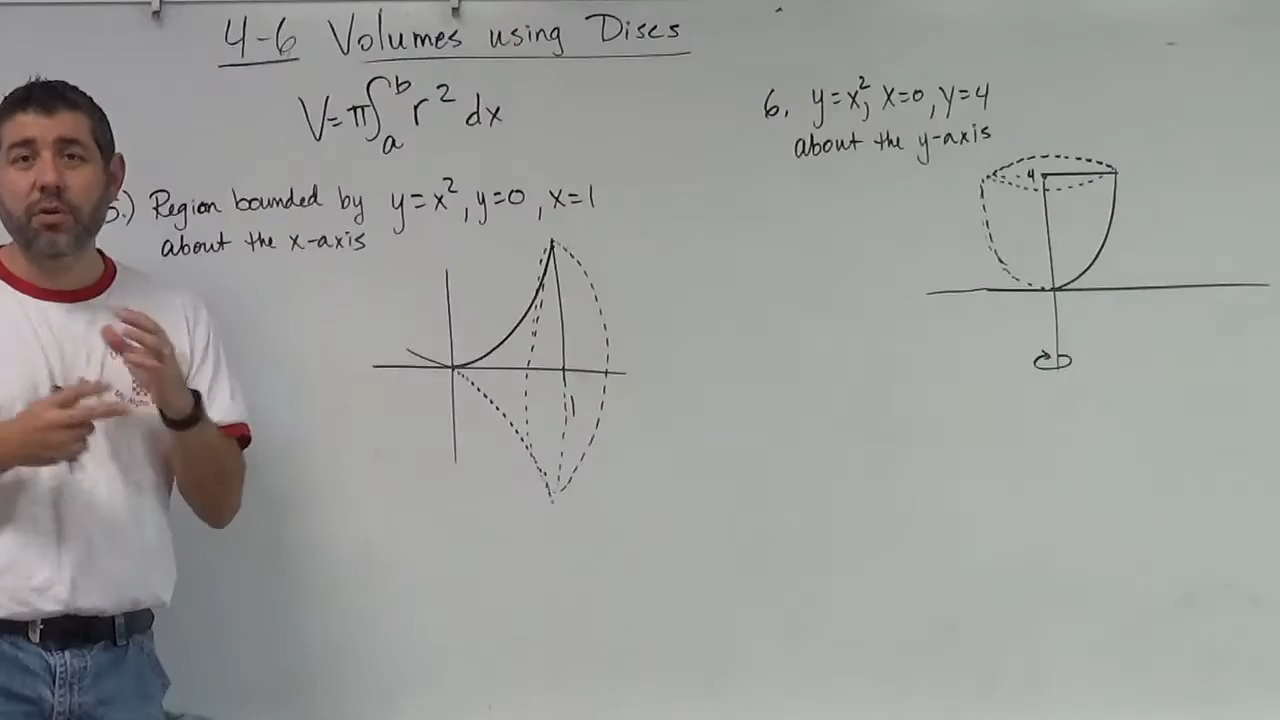 4-6 Volumes using Discs
V=π∫_a^b r² dx
5.) Region bounded by y=x², y=0, x=1
about the x-axis
1
6. y=x², x=0, y=4
about the y-axis
4